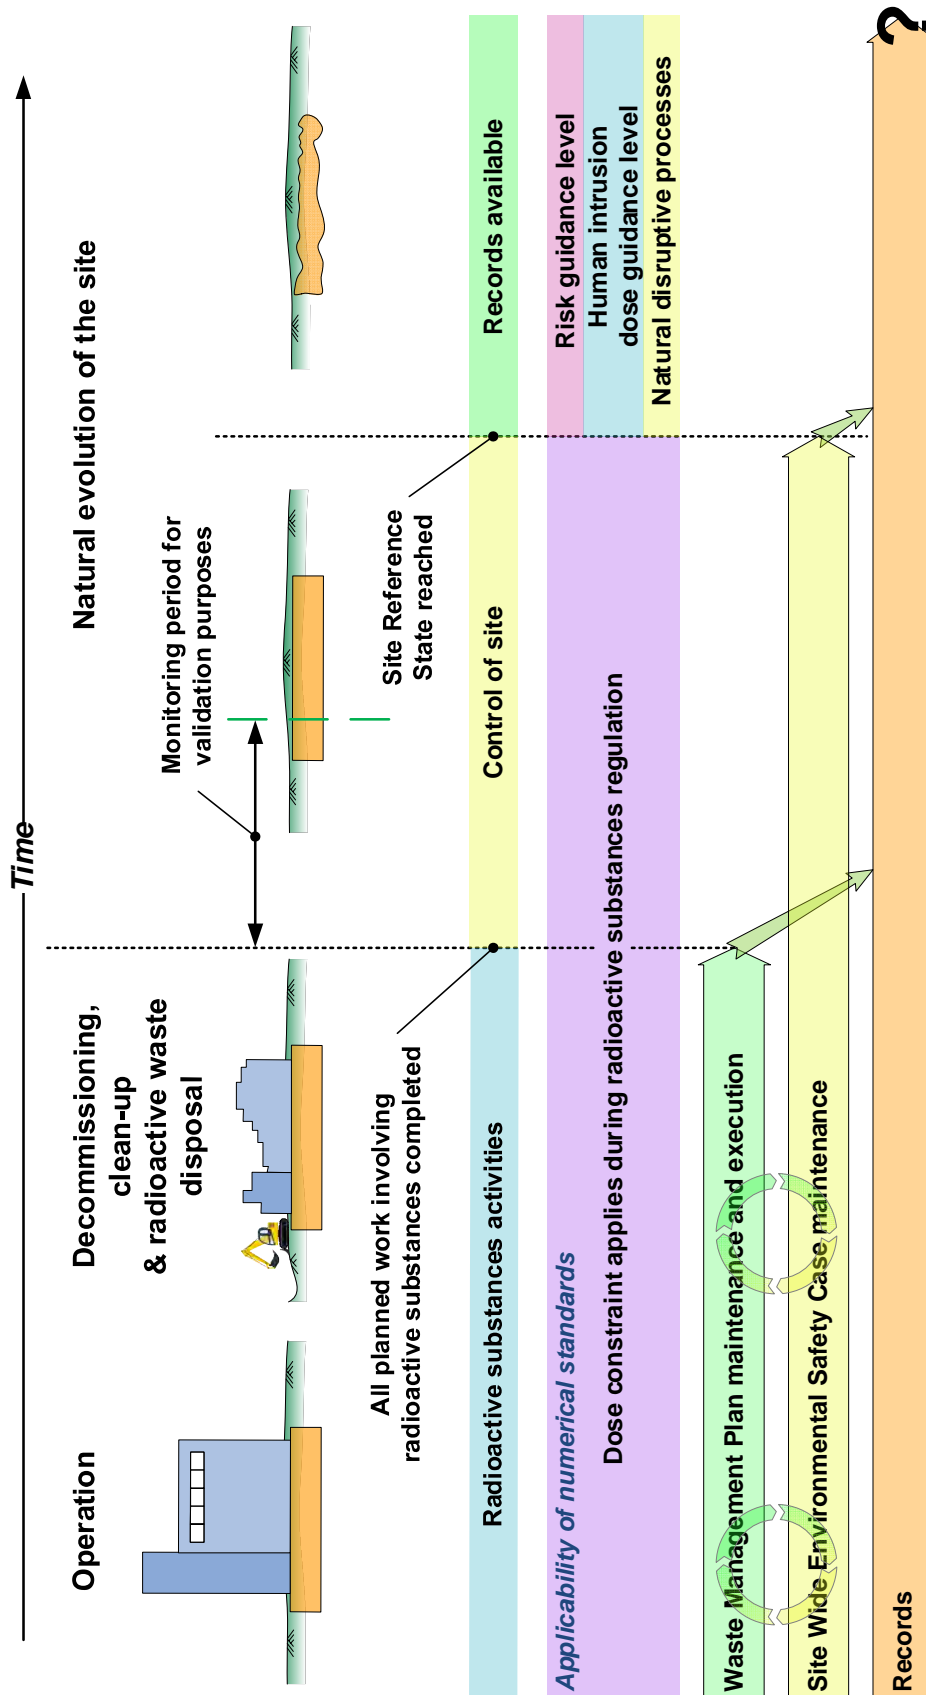 Time
Operation
Decommissioning,
clean-up
& radioactive waste
disposal
Natural evolution of the site
Monitoring period for
validation purposes
All planned work involving
radioactive substances completed
Site Reference
State reached
Radioactive substances activities
Control of site
Records available
Applicability of numerical standards
Dose constraint applies during radioactive substances regulation
Risk guidance level
Human intrusion
dose guidance level
Natural disruptive processes
Waste Management Plan maintenance and execution
Site Wide Environmental Safety Case maintenance
Records
?